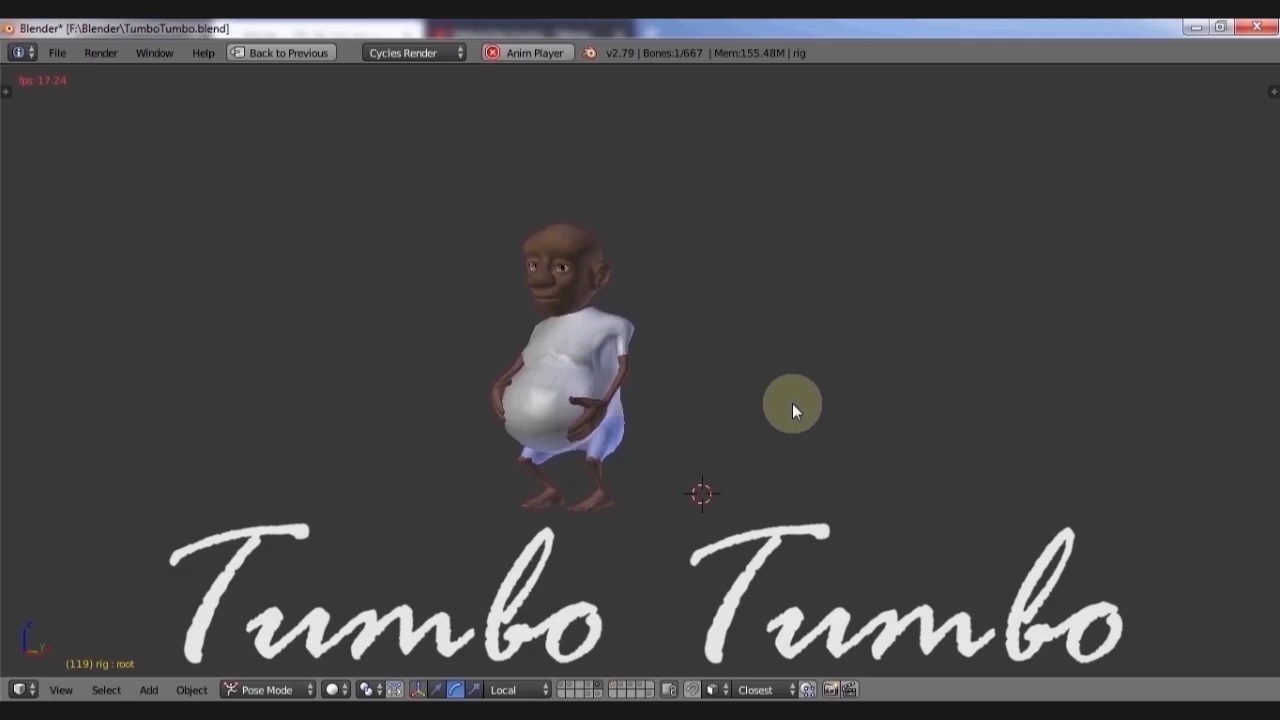 Blender* [F:\Blender\TumboTumbo.blend]
File Render Window Help Back to Previous Cycles Render Anim Player v2.79 | Bones:1/667 | Mem:155.48M | rig
fps: 17.24
Tumbo Tumbo
z
y
(119) rig : root
View Select Add Object Pose Mode Local Closest